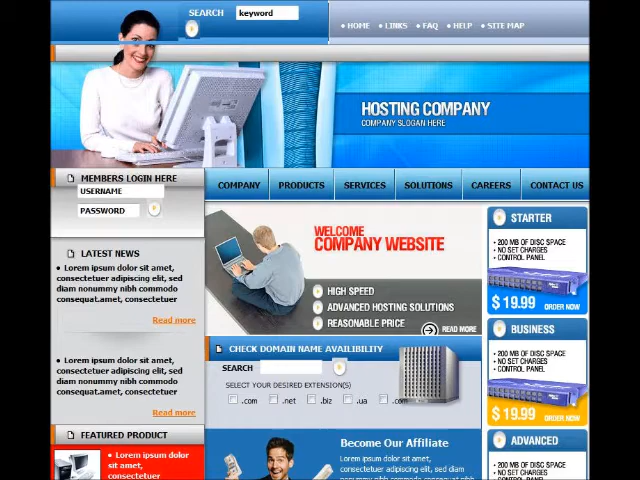 SEARCH keyword
HOME LINKS FAQ HELP SITE MAP
HOSTING COMPANY
COMPANY SLOGAN HERE
MEMBERS LOGIN HERE
USERNAME
PASSWORD
COMPANY PRODUCTS SERVICES SOLUTIONS CAREERS CONTACT US
LATEST NEWS
Lorem ipsum dolor sit amet,
consectetuer adipiscing elit, sed
diam nonummy nibh commodo
consequat.amet, consectetuer
Read more
Lorem ipsum dolor sit amet,
consectetuer adipiscing elit, sed
diam nonummy nibh commodo
consequat.amet, consectetuer
Read more
FEATURED PRODUCT
Lorem ipsum dolor
sit amet,
consectetuer
WELCOME
COMPANY WEBSITE
HIGH SPEED
ADVANCED HOSTING SOLUTIONS
REASONABLE PRICE
READ MORE
CHECK DOMAIN NAME AVAILIBILITY
SEARCH
SELECT YOUR DESIRED EXTENSION(S)
.com .net .biz .ua .com
Become Our Affiliate
Lorem ipsum dolor sit amet,
consectetuer adipiscing elit, sed
STARTER
200 MB OF DISC SPACE
NO SET CHARGES
CONTROL PANEL
$ 19.99 ORDER NOW
BUSINESS
200 MB OF DISC SPACE
NO SET CHARGES
CONTROL PANEL
$ 19.99 ORDER NOW
ADVANCED
200 MB OF DISC SPACE
NO SET CHARGES